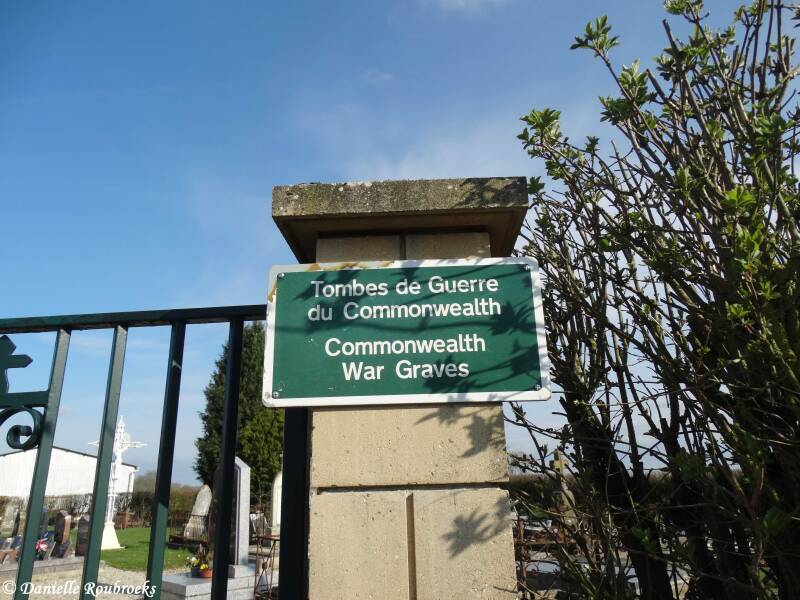 Tombes de Guerre
du Commonwealth
Commonwealth
War Graves
© Danielle Roubroeks